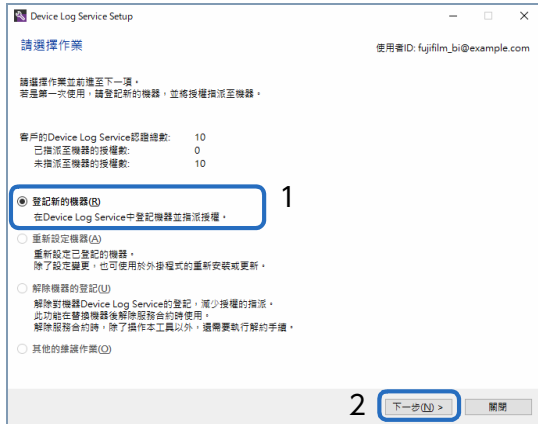 Device Log Service Setup
請選擇作業
使用者ID: fujifilm_bi@example.com
請選擇作業並前進至下一項。
若是第一次使用，請登記新的機器，並將授權指派至機器。
客戶的Device Log Service認證總數: 10
已指派至機器的授權數: 0
未指派至機器的授權數: 10
登記新的機器(R)
1
在Device Log Service中登記機器並指派授權。
重新設定機器(A)
重新設定已登記的機器。
除了設定變更，也可使用於外掛程式的重新安裝或更新。
解除機器的登記(U)
解除對機器Device Log Service的登記，減少授權的指派。
此功能在替換機器後解除服務合約時使用。
解除服務合約時，除了操作本工具以外，還需要執行解約手續。
其他的維護作業(O)
2
下一步(N) >
關閉